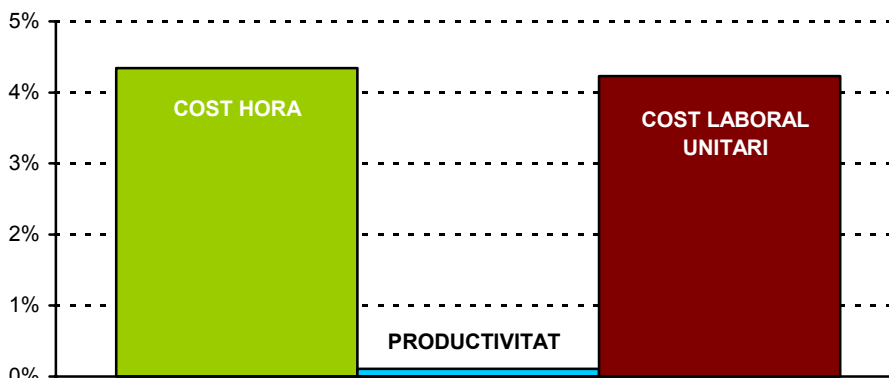 5%
4%
COST HORA
COST LABORAL
UNITARI
3%
2%
1%
PRODUCTIVITAT
0%